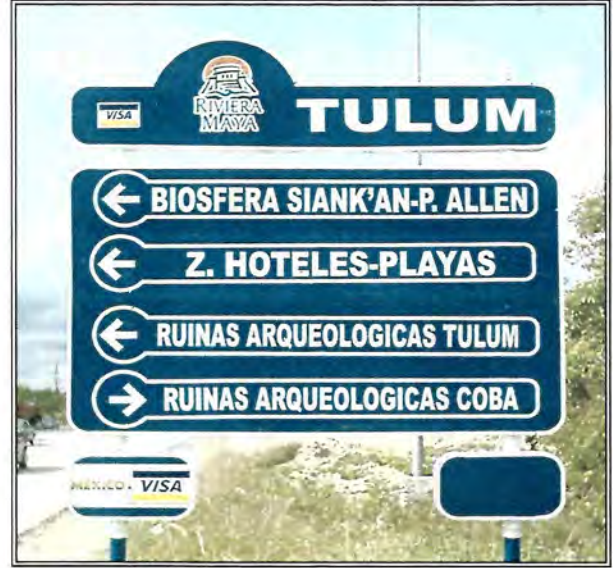 VISA
RIVIERA
MAYA
TULUM
BIOSFERA SIANK'AN-P. ALLEN
Z. HOTELES-PLAYAS
RUINAS ARQUEOLOGICAS TULUM
RUINAS ARQUEOLOGICAS COBA
MEXICO. VISA